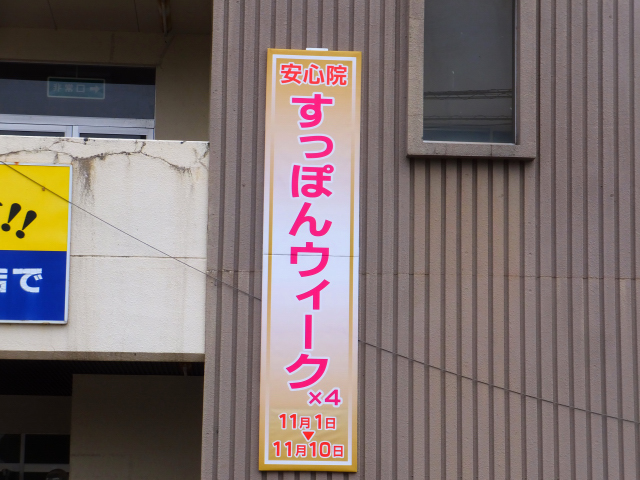 安心院
すっぽんウィーク
×4
11月1日
▼
11月10日
!!
で